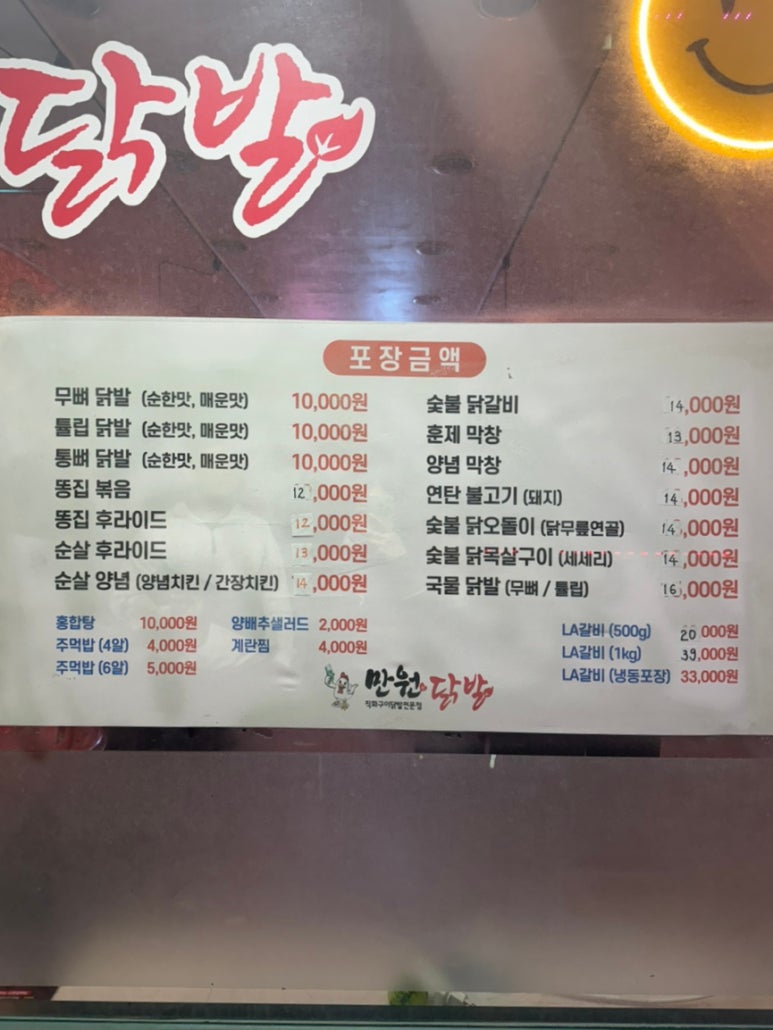 닭발
포장금액
무뼈 닭발 (순한맛, 매운맛) 10,000원
튤립 닭발 (순한맛, 매운맛) 10,000원
통뼈 닭발 (순한맛, 매운맛) 10,000원
똥집 볶음 12,000원
똥집 후라이드 12,000원
순살 후라이드 13,000원
순살 양념 (양념치킨 / 간장치킨) 14,000원
홍합탕 10,000원
주먹밥 (4알) 4,000원
주먹밥 (6알) 5,000원
양배추샐러드 2,000원
계란찜 4,000원
숯불 닭갈비 14,000원
훈제 막창 13,000원
양념 막창 14,000원
연탄 불고기 (돼지) 14,000원
숯불 닭오돌이 (닭무릎연골) 14,000원
숯불 닭목살구이 (세세리) 14,000원
국물 닭발 (무뼈 / 튤립) 16,000원
LA갈비 (500g) 20 000원
LA갈비 (1kg) 39,000원
LA갈비 (냉동포장) 33,000원
만원닭발
직화구이닭발전문점